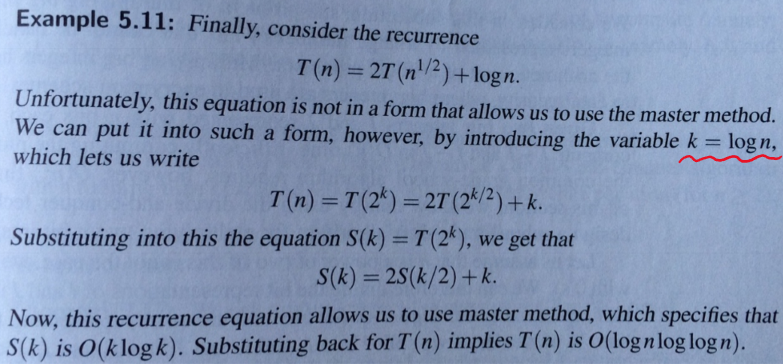 Example 5.11: Finally, consider the recurrence
T(n) = 2T(n^{1/2}) + log n.
Unfortunately, this equation is not in a form that allows us to use the master method.
We can put it into such a form, however, by introducing the variable k = log n,
which lets us write
T(n) = T(2^k) = 2T(2^{k/2}) + k.
Substituting into this the equation S(k) = T(2^k), we get that
S(k) = 2S(k/2) + k.
Now, this recurrence equation allows us to use master method, which specifies that
S(k) is O(k log k). Substituting back for T(n) implies T(n) is O(log n log log n).